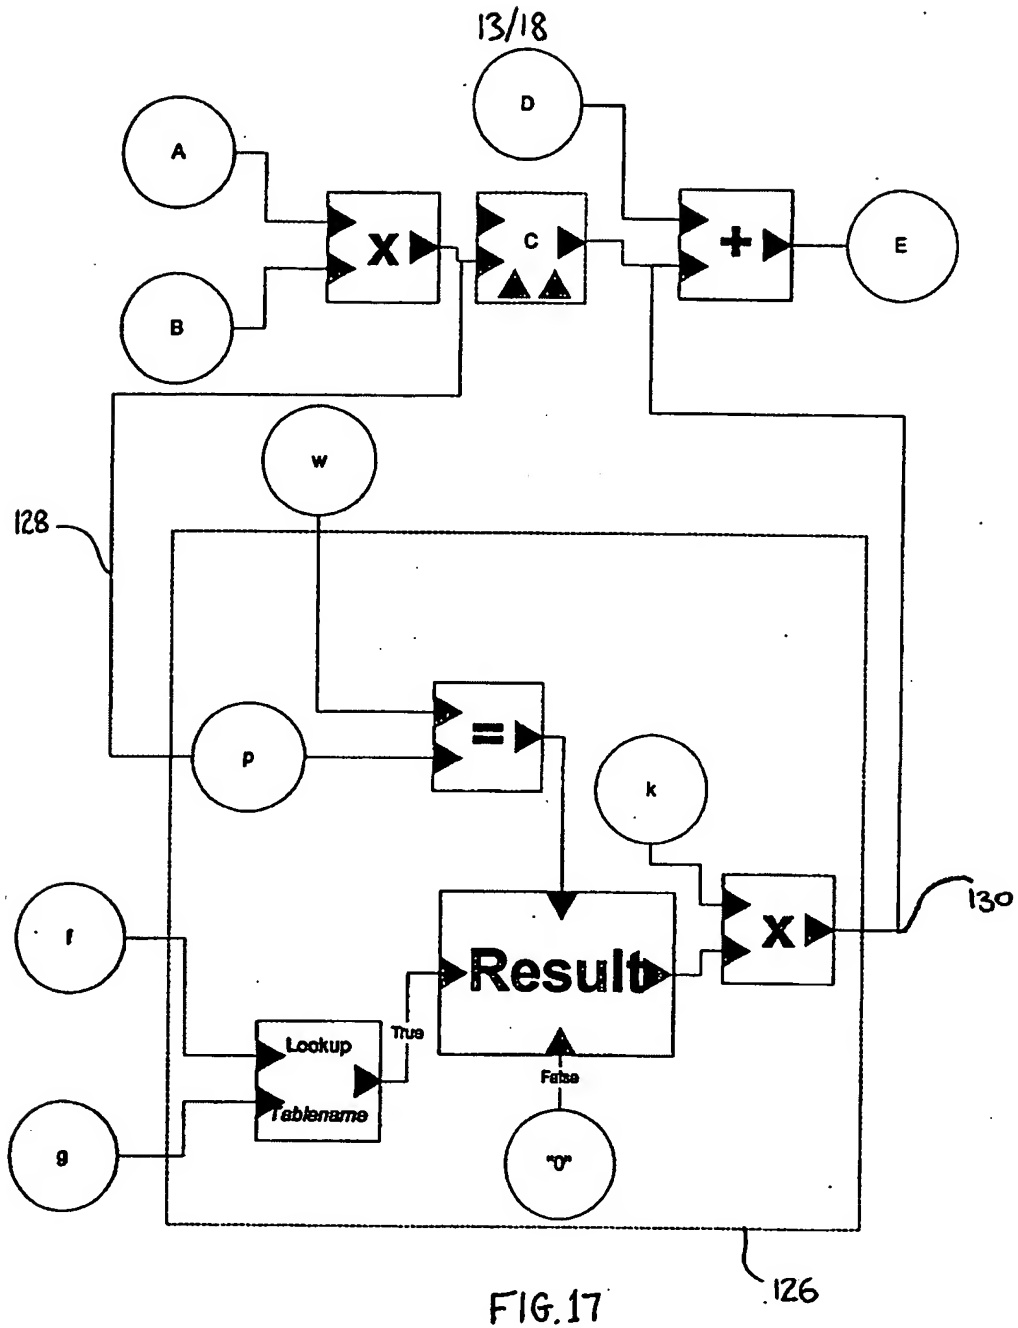 13/18
D
A
X
C
+
E
B
w
128
=
p
k
f
Result
X
130
True
Lookup
False
Tablename
g
"0"
126
FIG.17